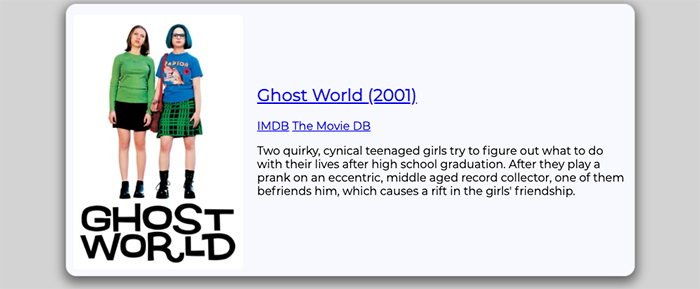 RAPTOR
GHOST
WORLD
Ghost World (2001)
IMDB The Movie DB
Two quirky, cynical teenaged girls try to figure out what to do
with their lives after high school graduation. After they play a
prank on an eccentric, middle aged record collector, one of them
befriends him, which causes a rift in the girls' friendship.